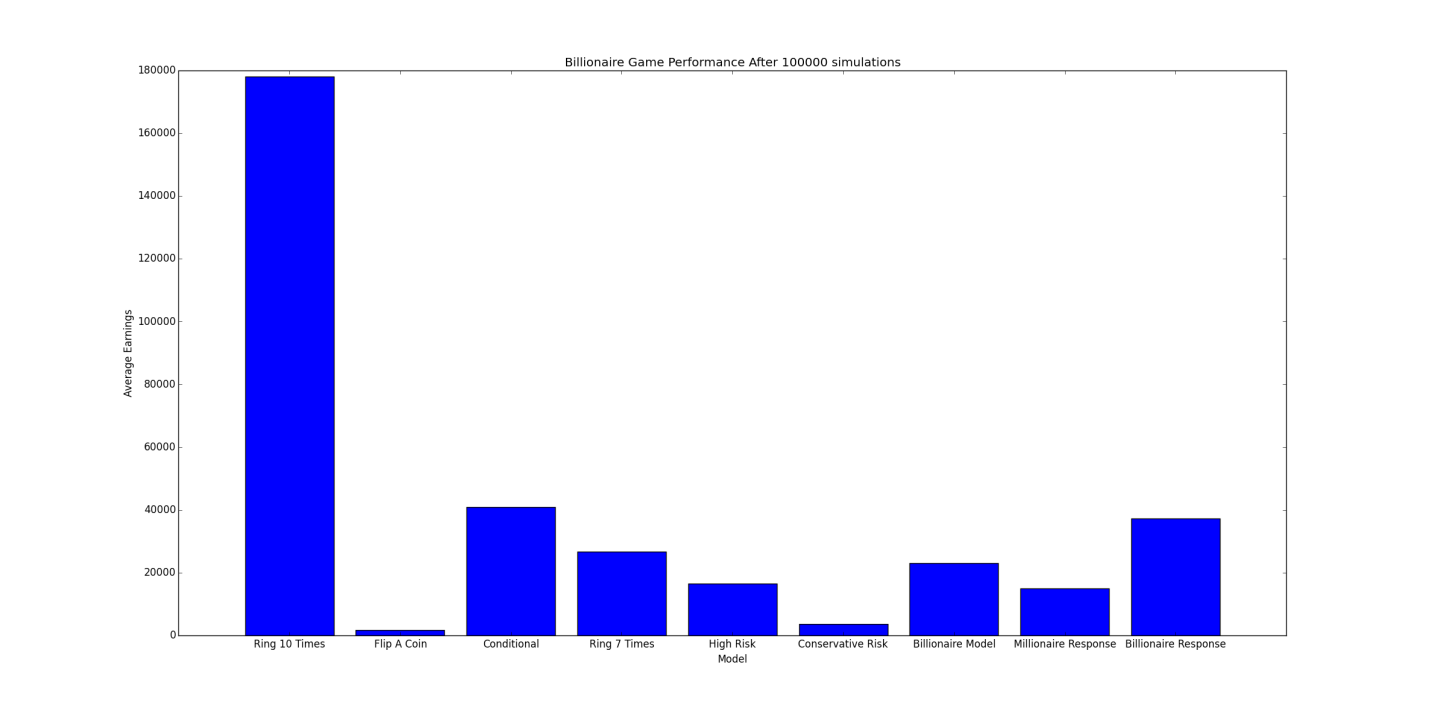 Billionaire Game Performance After 100000 simulations
180000
160000
140000
120000
100000
80000
60000
40000
20000
0
Average Earnings
Ring 10 Times Flip A Coin Conditional Ring 7 Times High Risk Conservative Risk Billionaire Model Millionaire Response Billionaire Response
Model